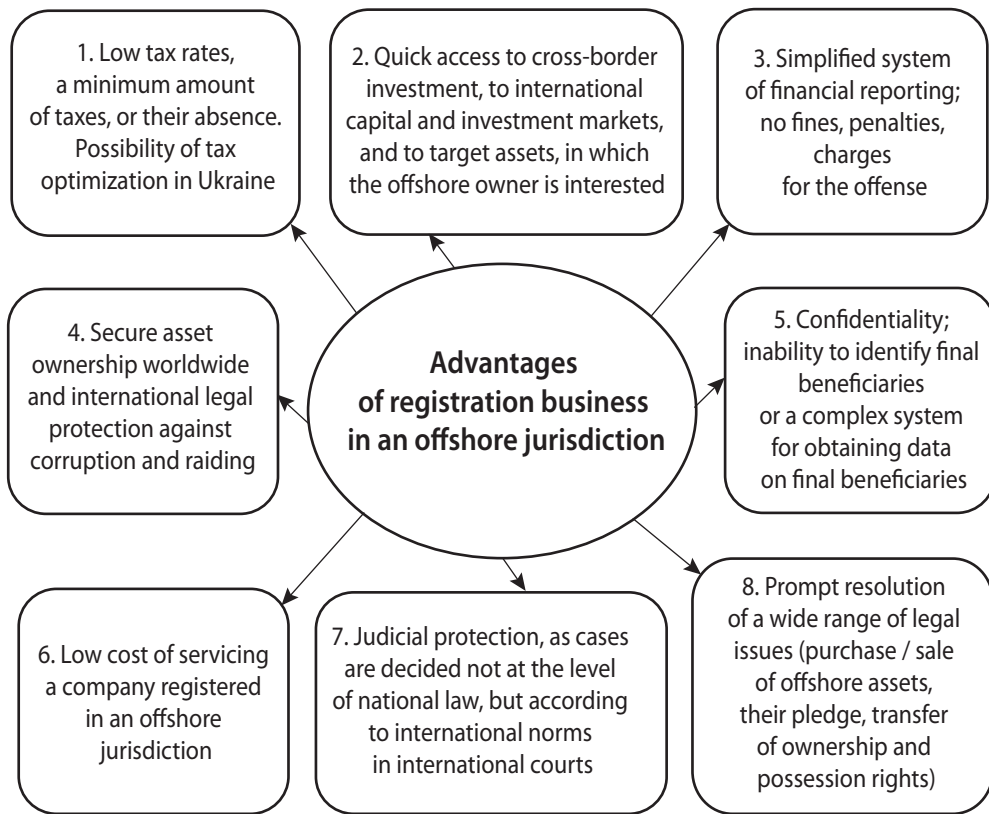 1. Low tax rates,
a minimum amount
of taxes, or their absence.
Possibility of tax
optimization in Ukraine
2. Quick access to cross-border
investment, to international
capital and investment markets,
and to target assets, in which
the offshore owner is interested
3. Simplified system
of financial reporting;
no fines, penalties,
charges
for the offense
4. Secure asset
ownership worldwide
and international legal
protection against
corruption and raiding
Advantages
of registration business
in an offshore jurisdiction
5. Confidentiality;
inability to identify final
beneficiaries
or a complex system
for obtaining data
on final beneficiaries
6. Low cost of servicing
a company registered
in an offshore
jurisdiction
7. Judicial protection, as cases
are decided not at the level
of national law, but according
to international norms
in international courts
8. Prompt resolution
of a wide range of legal
issues (purchase / sale
of offshore assets,
their pledge, transfer
of ownership and
possession rights)